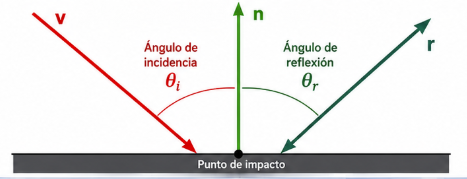 v
n
r
Ángulo de
incidencia
θi
Ángulo de
reflexión
θr
Punto de impacto